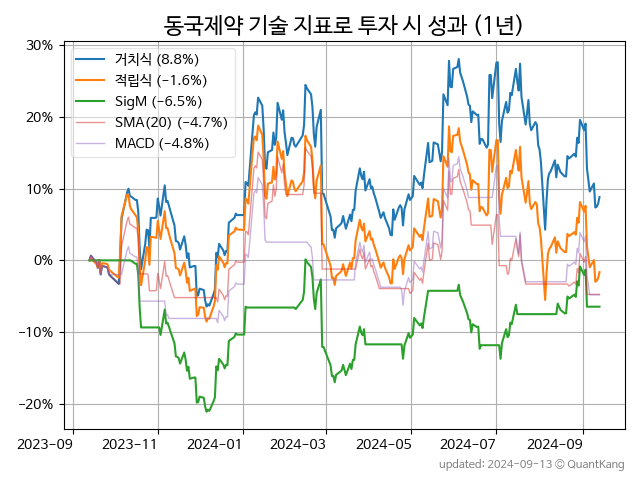 동국제약 기술 지표로 투자 시 성과 (1년)
30%
20%
10%
0%
−10%
−20%
거치식 (8.8%)
적립식 (−1.6%)
SigM (−6.5%)
SMA(20) (−4.7%)
MACD (−4.8%)
2023-09 2023-11 2024-01 2024-03 2024-05 2024-07 2024-09
updated: 2024-09-13 ⓒ QuantKang